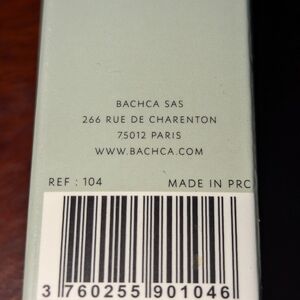 BACHCA SAS
266 RUE DE CHARENTON
75012 PARIS
WWW.BACHCA.COM
REF : 104 MADE IN PRC
3 760255 901046